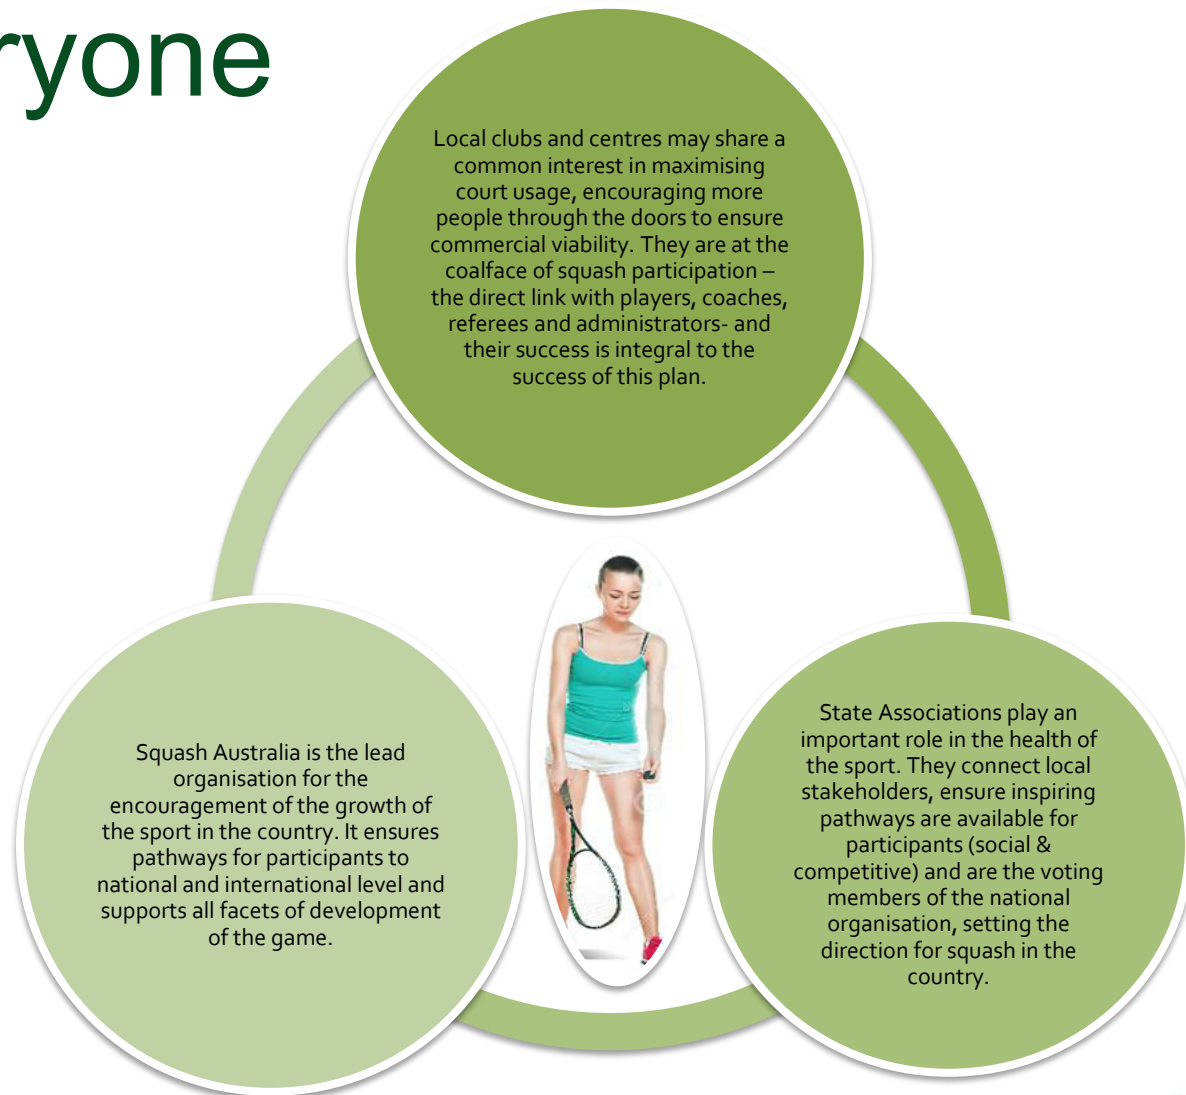 ryone
Local clubs and centres may share a
common interest in maximising
court usage, encouraging more
people through the doors to ensure
commercial viability. They are at the
coalface of squash participation –
the direct link with players, coaches,
referees and administrators- and
their success is integral to the
success of this plan.
Squash Australia is the lead
organisation for the
encouragement of the growth of
the sport in the country. It ensures
pathways for participants to
national and international level and
supports all facets of development
of the game.
State Associations play an
important role in the health of
the sport. They connect local
stakeholders, ensure inspiring
pathways are available for
participants (social &
competitive) and are the voting
members of the national
organisation, setting the
direction for squash in the
country.